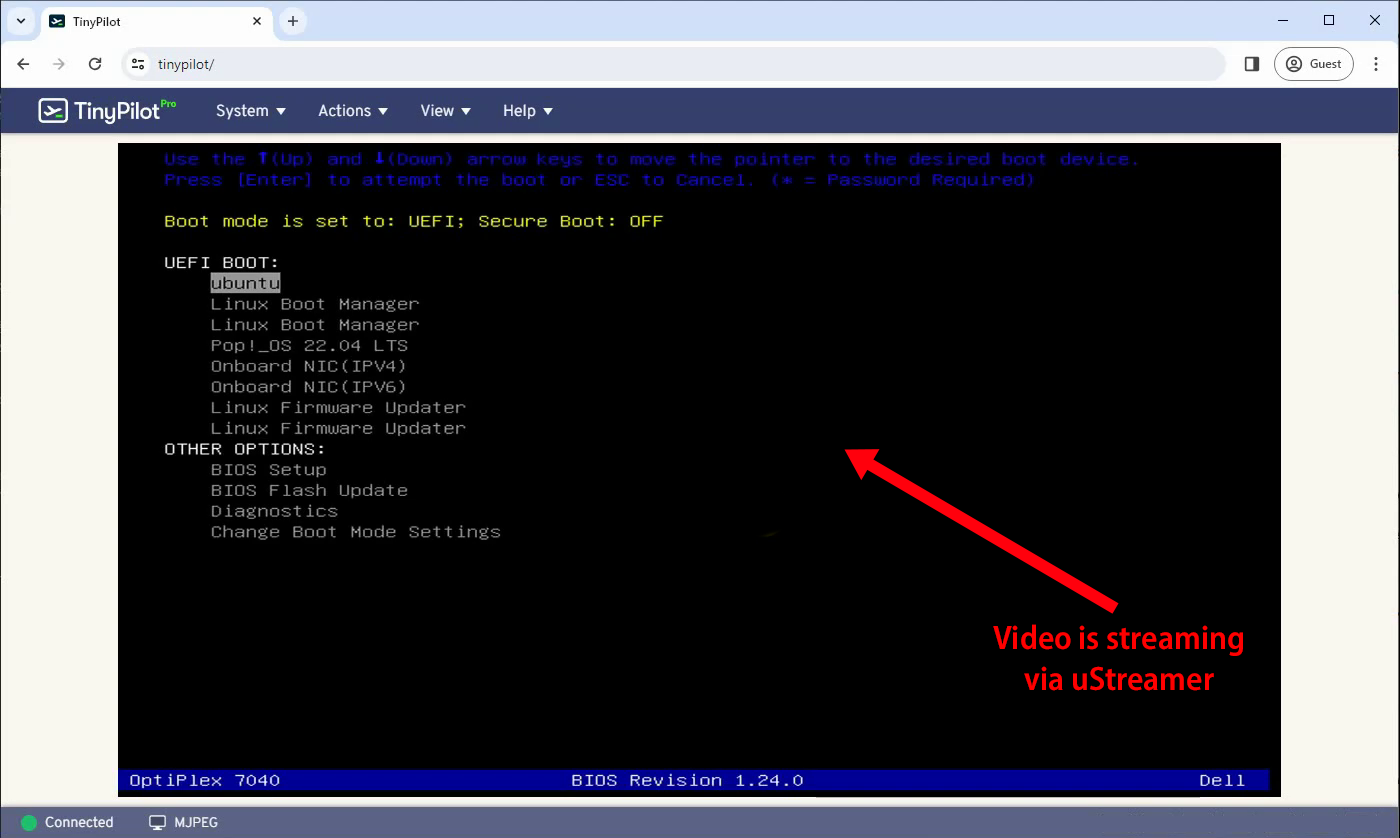 TinyPilot
tinypilot/
Guest
TinyPilot Pro
System
Actions
View
Help
Use the ↑(Up) and ↓(Down) arrow keys to move the pointer to the desired boot device.
Press [Enter] to attempt the boot or ESC to Cancel. (* = Password Required)
Boot mode is set to: UEFI; Secure Boot: OFF
UEFI BOOT:
ubuntu
Linux Boot Manager
Linux Boot Manager
Pop!_OS 22.04 LTS
Onboard NIC(IPV4)
Onboard NIC(IPV6)
Linux Firmware Updater
Linux Firmware Updater
OTHER OPTIONS:
BIOS Setup
BIOS Flash Update
Diagnostics
Change Boot Mode Settings
Video is streaming
via uStreamer
OptiPlex 7040
BIOS Revision 1.24.0
Dell
Connected
MJPEG